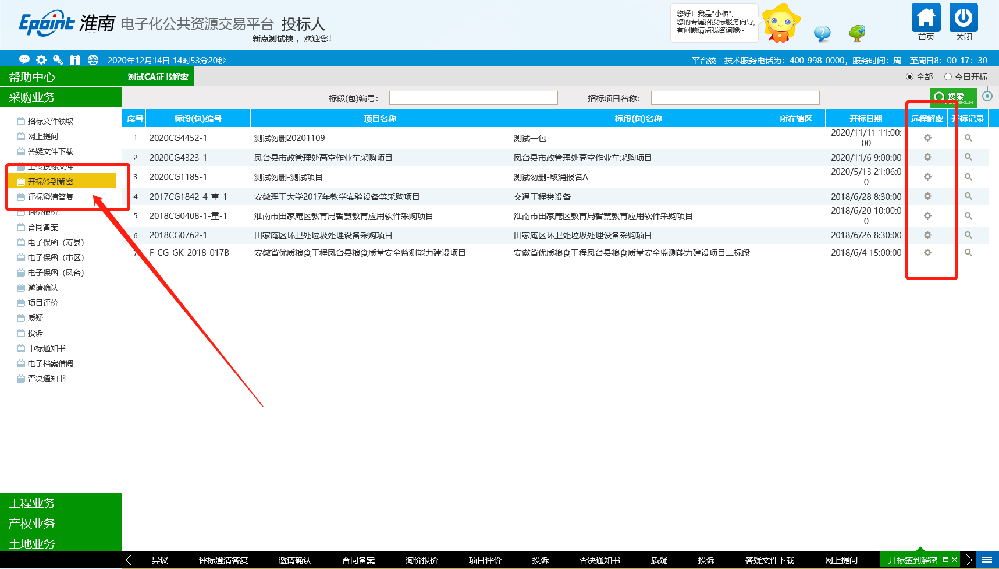 Epoint 淮南 电子化公共资源交易平台 投标人
新点测试锁 ，欢迎您！
您好！我是"小桥"，
您的专属招投标服务向导，
有问题请点我咨询哦~
首页
关闭
2020年12月14日 14时53分20秒
平台统一技术服务电话为：400-998-0000，服务时间：周一至周日8：00-17：30
帮助中心
采购业务
招标文件领取
网上提问
答疑文件下载
上传投标文件
开标签到解密
评标澄清答复
询价报价
合同备案
电子保函（寿县）
电子保函（市区）
电子保函（凤台）
邀请确认
项目评价
质疑
投诉
中标通知书
电子档案借阅
否决通知书
工程业务
产权业务
土地业务
测试CA证书解密
全部 今日开标
标段(包)编号： 招标项目名称： 搜索
序号 标段(包)编号 项目名称 标段(包)名称 所在辖区 开标日期 远程解密 开标记录
1 2020CG4452-1 测试勿删20201109 测试一包 2020/11/11 11:00:
00
2 2020CG4323-1 凤台县市政管理处高空作业车采购项目 凤台县市政管理处高空作业车采购项目 2020/11/6 9:00:00
3 2020CG1185-1 测试勿删-测试项目 测试勿删-取消报名A 2020/5/13 21:06:0
0
4 2017CG1842-4-重-1 安徽理工大学2017年教学实验设备等采购项目 交通工程类设备 2018/6/28 8:30:00
5 2018CG0408-1-重-1 淮南市田家庵区教育局智慧教育应用软件采购项目 淮南市田家庵区教育局智慧教育应用软件采购项目 2018/6/20 10:00:0
0
6 2018CG0762-1 田家庵区环卫处垃圾处理设备采购项目 田家庵区环卫处垃圾处理设备采购项目 2018/6/26 8:30:00
7 F-CG-GK-2018-017B 安徽省优质粮食工程凤台县粮食质量安全监测能力建设项目 安徽省优质粮食工程凤台县粮食质量安全监测能力建设项目二标段 2018/6/4 15:00:00
异议 评标澄清答复 邀请确认 合同备案 询价报价 项目评价 投诉 否决通知书 质疑 投诉 答疑文件下载 网上提问 开标签到解密